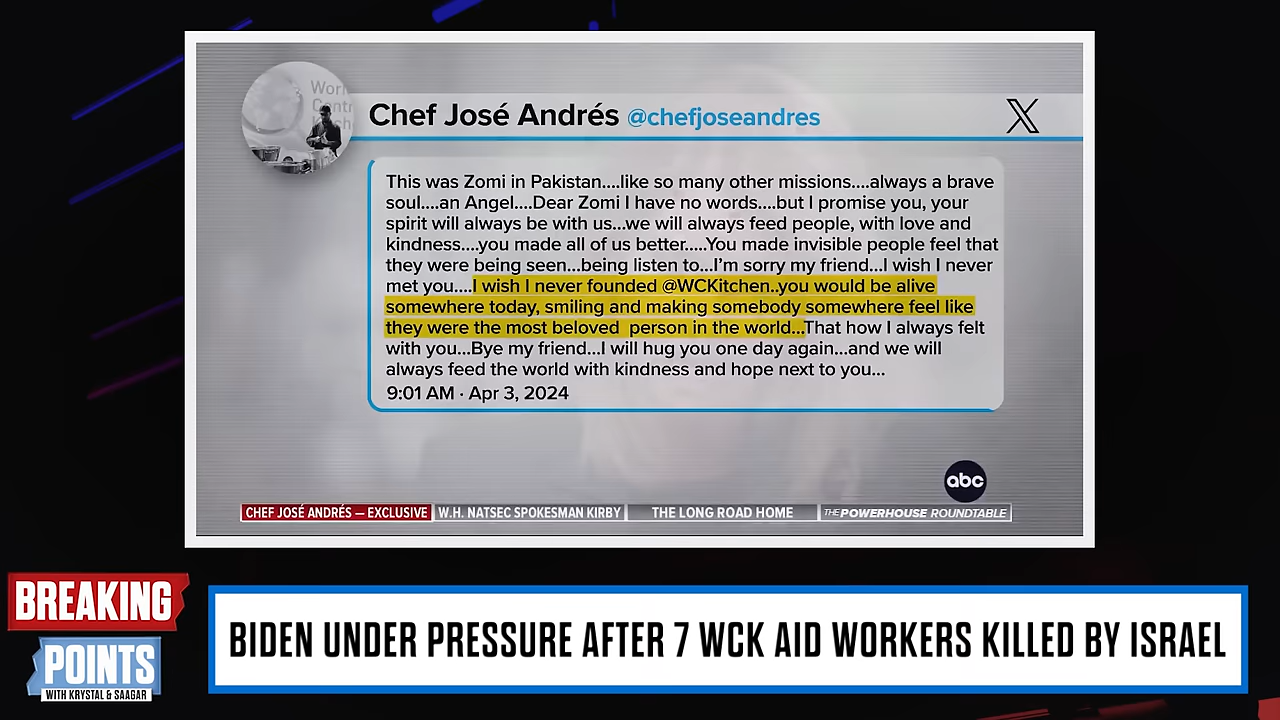 Worl
Centr
Kitch
Chef José Andrés @chefjoseandres
X
This was Zomi in Pakistan....like so many other missions....always a brave
soul....an Angel....Dear Zomi I have no words....but I promise you, your
spirit will always be with us...we will always feed people, with love and
kindness....you made all of us better.....You made invisible people feel that
they were being seen...being listen to...I'm sorry my friend...I wish I never
met you....I wish I never founded @WCKitchen..you would be alive
somewhere today, smiling and making somebody somewhere feel like
they were the most beloved person in the world...That how I always felt
with you...Bye my friend...I will hug you one day again...and we will
always feed the world with kindness and hope next to you...
9:01 AM · Apr 3, 2024
abc
CHEF JOSÉ ANDRÉS — EXCLUSIVE W.H. NATSEC SPOKESMAN KIRBY THE LONG ROAD HOME THE POWERHOUSE ROUNDTABLE
BREAKING
POINTS
WITH KRYSTAL & SAAGAR
BIDEN UNDER PRESSURE AFTER 7 WCK AID WORKERS KILLED BY ISRAEL